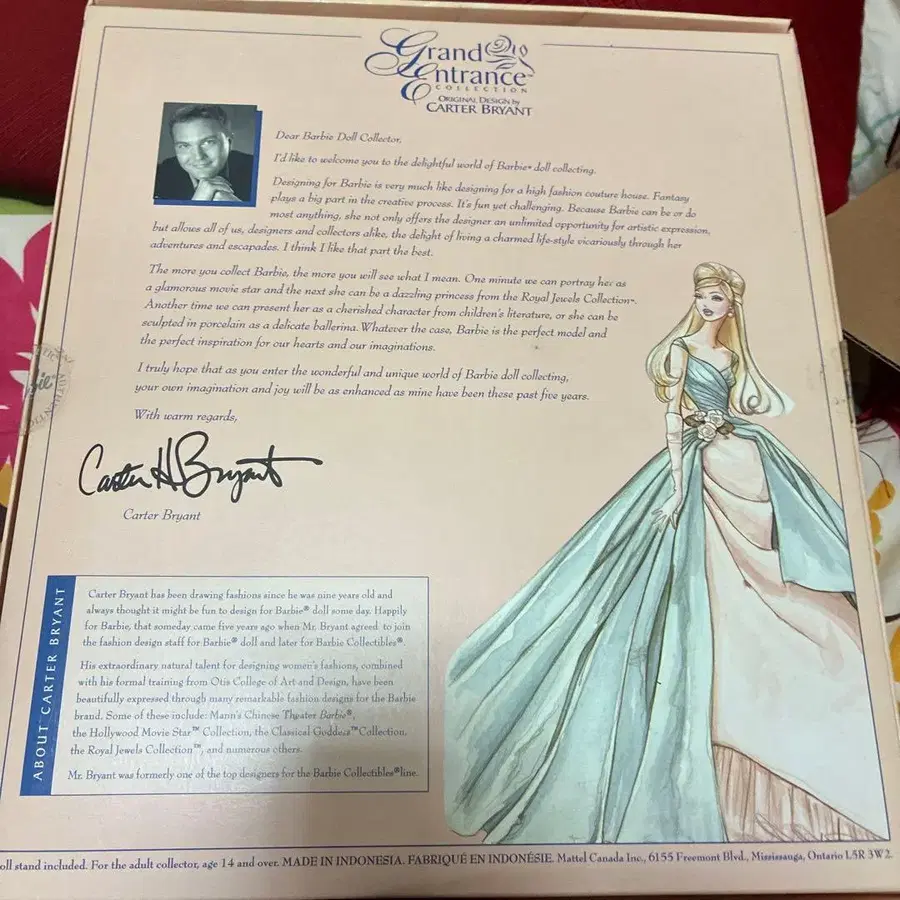 Grand
Entrance
COLLECTION
ORIGINAL DESIGN by
CARTER BRYANT
Dear Barbie Doll Collector,
I'd like to welcome you to the delightful world of Barbie® doll collecting.
Designing for Barbie is very much like designing for a high fashion couture house. Fantasy
plays a big part in the creative process. It's fun yet challenging. Because Barbie can be or do
most anything, she not only offers the designer an unlimited opportunity for artistic expression,
but allows all of us, designers and collectors alike, the delight of living a charmed life-style vicariously through her
adventures and escapades. I think I like that part the best.
The more you collect Barbie, the more you will see what I mean. One minute we can portray her as
a glamorous movie star and the next she can be a dazzling princess from the Royal Jewels Collection™.
Another time we can present her as a cherished character from children's literature, or she can be
sculpted in porcelain as a delicate ballerina. Whatever the case, Barbie is the perfect model and
the perfect inspiration for our hearts and our imaginations.
I truly hope that as you enter the wonderful and unique world of Barbie doll collecting,
your own imagination and joy will be as enhanced as mine have been these past five years.
With warm regards,
Carter H Bryant
Carter Bryant
ABOUT CARTER BRYANT
Carter Bryant has been drawing fashions since he was nine years old and
always thought it might be fun to design for Barbie® doll some day. Happily
for Barbie, that someday came five years ago when Mr. Bryant agreed to join
the fashion design staff for Barbie® doll and later for Barbie Collectibles®.
His extraordinary natural talent for designing women's fashions, combined
with his formal training from Otis College of Art and Design, have been
beautifully expressed through many remarkable fashion designs for the Barbie
brand. Some of these include: Mann's Chinese Theater Barbie®,
the Hollywood Movie Star™ Collection, the Classical Goddess™ Collection,
the Royal Jewels Collection™, and numerous others.
Mr. Bryant was formerly one of the top designers for the Barbie Collectibles® line.
oll stand included. For the adult collector, age 14 and over. MADE IN INDONESIA. FABRIQUÉ EN INDONÉSIE. Mattel Canada Inc., 6155 Freemont Blvd., Mississauga, Ontario L5R 3W2.